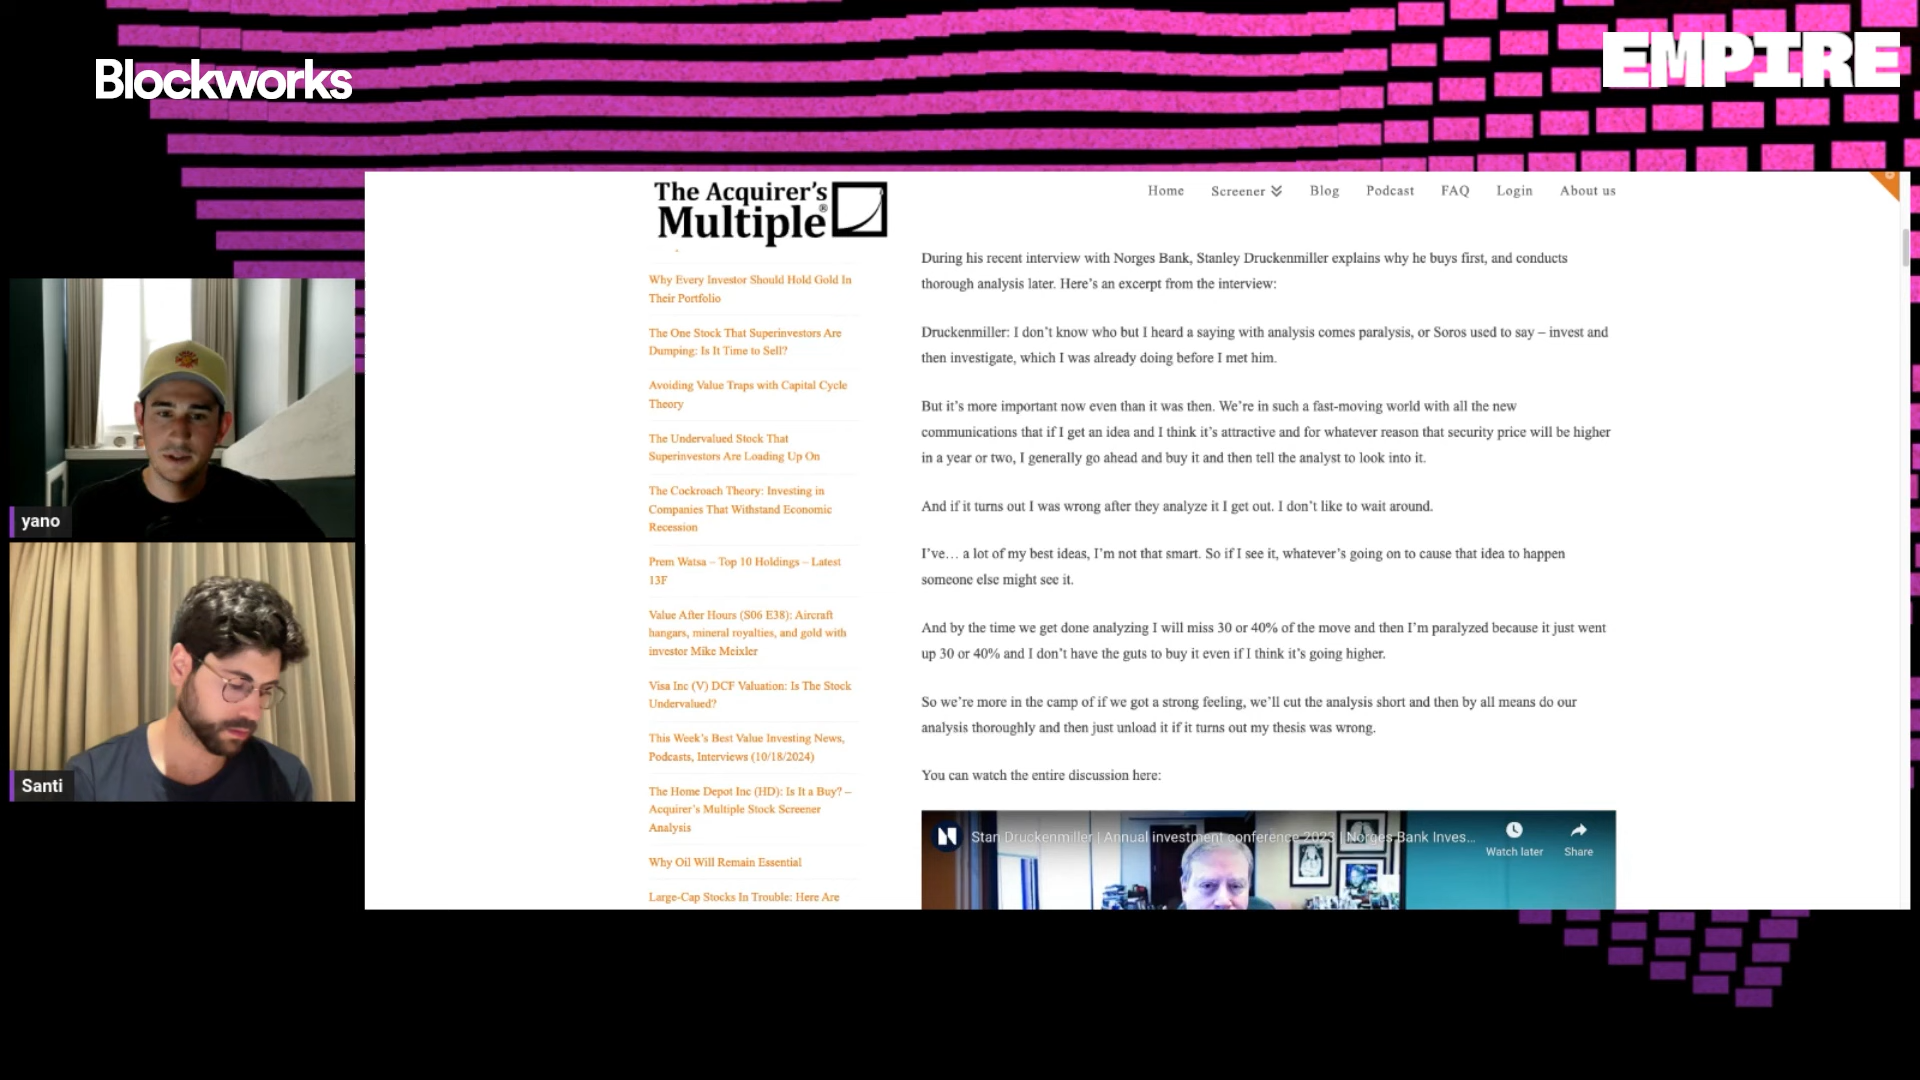 Blockworks
EMPIRE
The Acquirer's
Multiple®
Home
Screener
Blog
Podcast
FAQ
Login
About us
Why Every Investor Should Hold Gold In
Their Portfolio
The One Stock That Superinvestors Are
Dumping: Is It Time to Sell?
Avoiding Value Traps with Capital Cycle
Theory
The Undervalued Stock That
Superinvestors Are Loading Up On
The Cockroach Theory: Investing in
Companies That Withstand Economic
Recession
Prem Watsa – Top 10 Holdings – Latest
13F
Value After Hours (S06 E38): Aircraft
hangars, mineral royalties, and gold with
investor Mike Meixler
Visa Inc (V) DCF Valuation: Is The Stock
Undervalued?
This Week's Best Value Investing News,
Podcasts, Interviews (10/18/2024)
The Home Depot Inc (HD): Is It a Buy? –
Acquirer's Multiple Stock Screener
Analysis
Why Oil Will Remain Essential
Large-Cap Stocks In Trouble: Here Are
During his recent interview with Norges Bank, Stanley Druckenmiller explains why he buys first, and conducts
thorough analysis later. Here's an excerpt from the interview:
Druckenmiller: I don't know who but I heard a saying with analysis comes paralysis, or Soros used to say – invest and
then investigate, which I was already doing before I met him.
But it's more important now even than it was then. We're in such a fast-moving world with all the new
communications that if I get an idea and I think it's attractive and for whatever reason that security price will be higher
in a year or two, I generally go ahead and buy it and then tell the analyst to look into it.
And if it turns out I was wrong after they analyze it I get out. I don't like to wait around.
I've… a lot of my best ideas, I'm not that smart. So if I see it, whatever's going on to cause that idea to happen
someone else might see it.
And by the time we get done analyzing I will miss 30 or 40% of the move and then I'm paralyzed because it just went
up 30 or 40% and I don't have the guts to buy it even if I think it's going higher.
So we're more in the camp of if we got a strong feeling, we'll cut the analysis short and then by all means do our
analysis thoroughly and then just unload it if it turns out my thesis was wrong.
You can watch the entire discussion here:
N
Stan Druckenmiller | Annual investment conference 2023 | Norges Bank Inves...
Watch later
Share
yano
Santi